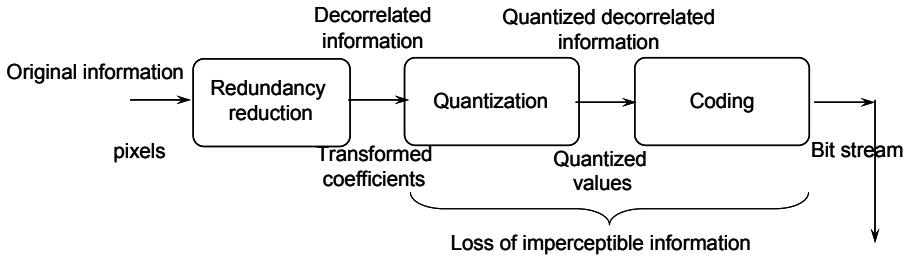 Decorrelated
information
Quantized decorrelated
information
Original information
Redundancy
reduction
Quantization
Coding
pixels
Transformed
coefficients
Quantized
values
Bit stream
Loss of imperceptible information